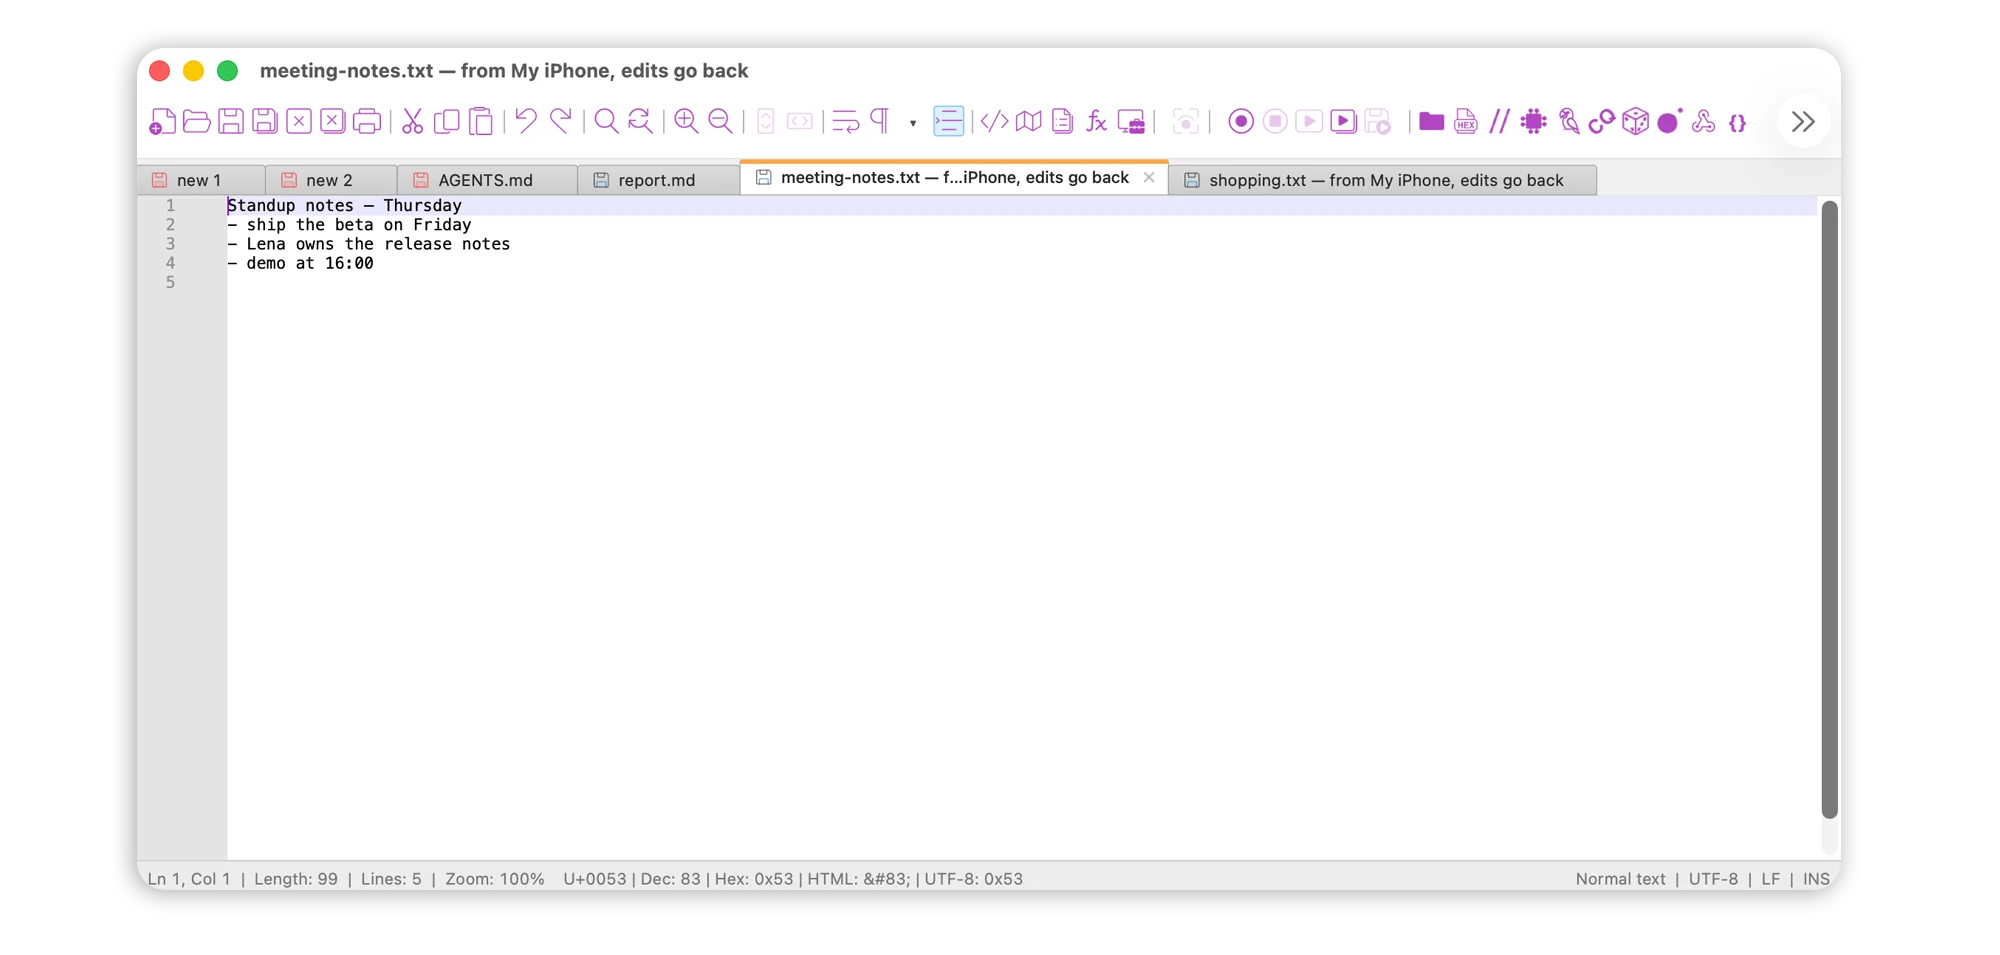 meeting-notes.txt — from My iPhone, edits go back
HEX
new 1
new 2
AGENTS.md
report.md
meeting-notes.txt — f...iPhone, edits go back
shopping.txt — from My iPhone, edits go back
1 Standup notes — Thursday
2 – ship the beta on Friday
3 – Lena owns the release notes
4 – demo at 16:00
5
Ln 1, Col 1 | Length: 99 | Lines: 5 | Zoom: 100% U+0053 | Dec: 83 | Hex: 0x53 | HTML: &#83; | UTF-8: 0x53
Normal text | UTF-8 | LF | INS